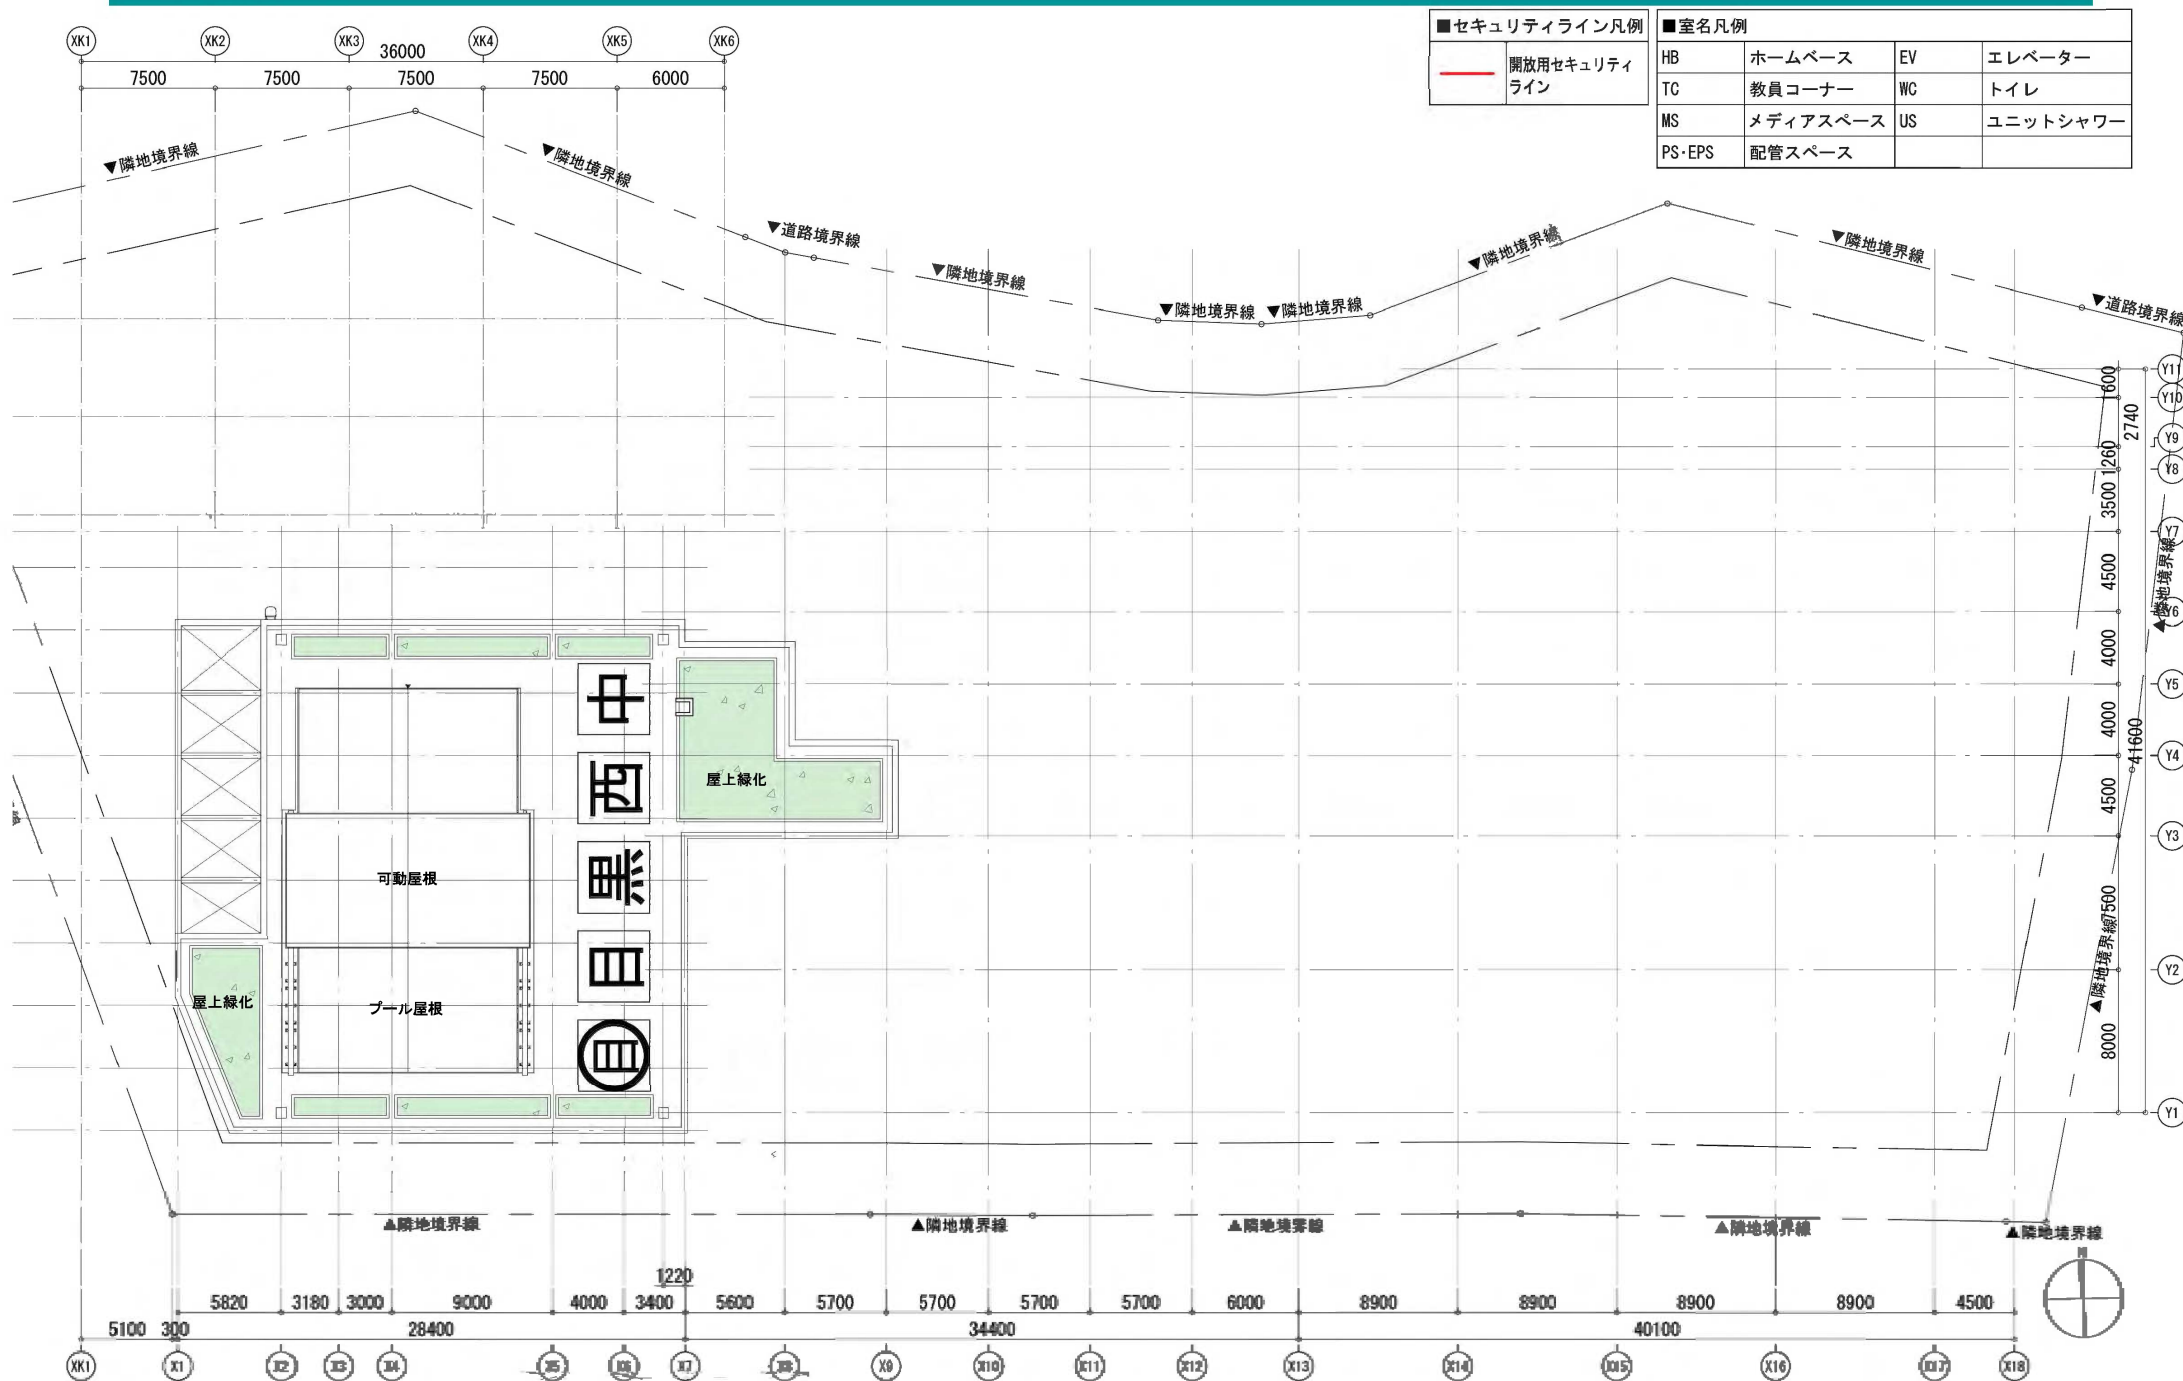 XK1 XK2 XK3 XK4 XK5 XK6
36000
7500 7500 7500 7500 6000
■セキュリティライン凡例
開放用セキュリティ
ライン
■室名凡例
HB ホームベース EV エレベーター
TC 教員コーナー WC トイレ
MS メディアスペース US ユニットシャワー
PS･EPS 配管スペース
▼隣地境界線
▼隣地境界線
▼道路境界線
▼隣地境界線
▼隣地境界線
▼隣地境界線
▼隣地境界線
▼隣地境界線
▼道路境界線
Y11
600
Y10
2740
Y9
1260
Y8
3500
Y7
▲隣地境界線
4500
Y6
4000
Y5
4000
41600
Y4
4500
Y3
7500
▲隣地境界線
Y2
8000
Y1
中
西
黒
目
目
屋上緑化
可動屋根
屋上緑化
プール屋根
▲隣地境界線
▲隣地境界線
▲隣地境界線
▲隣地境界線
▲隣地境界線
N
1220
5820 3180 3000 9000 4000 3400 5600 5700 5700 5700 5700 6000 8900 8900 8900 8900 4500
5100 300 28400 34400 40100
XK1 X1 X2 X3 X4 X5 X6 X7 X8 X9 X10 X11 X12 X13 X14 X15 X16 X17 X18